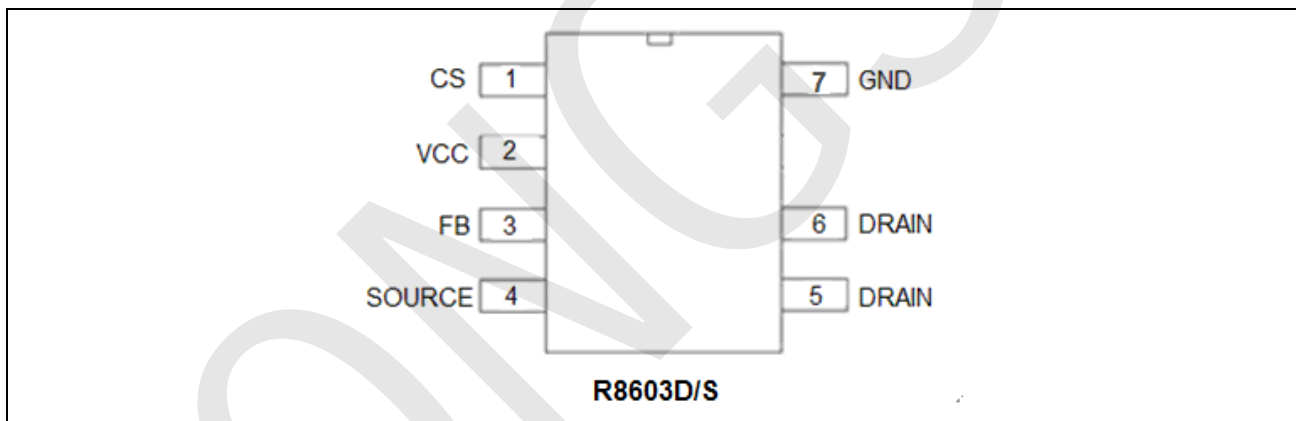 CS 1 7 GND
VCC 2
FB 3 6 DRAIN
SOURCE 4 5 DRAIN
R8603D/S